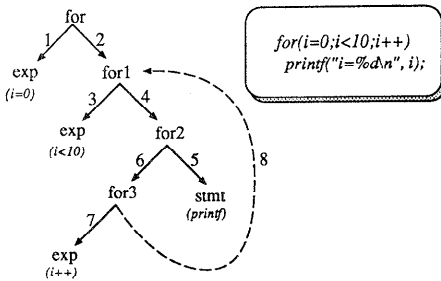 for
1 2
exp
(i=0)
for1
3 4
exp
(i<10)
for2
6 5
8
for3
stmt
(printf)
7
exp
(i++)
for(i=0;i<10;i++)
printf("i=%d\n", i);